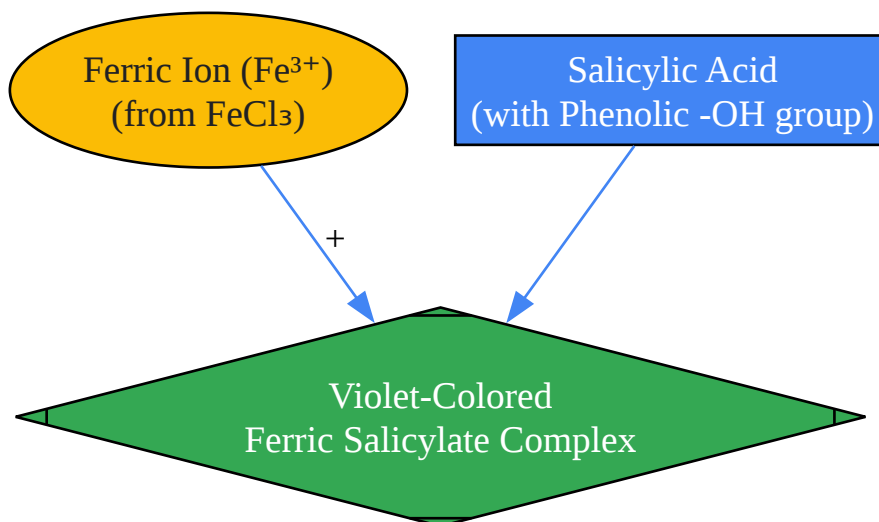 Ferric Ion (Fe³⁺)
(from FeCl₃)
Salicylic Acid
(with Phenolic -OH group)
+
Violet-Colored
Ferric Salicylate Complex